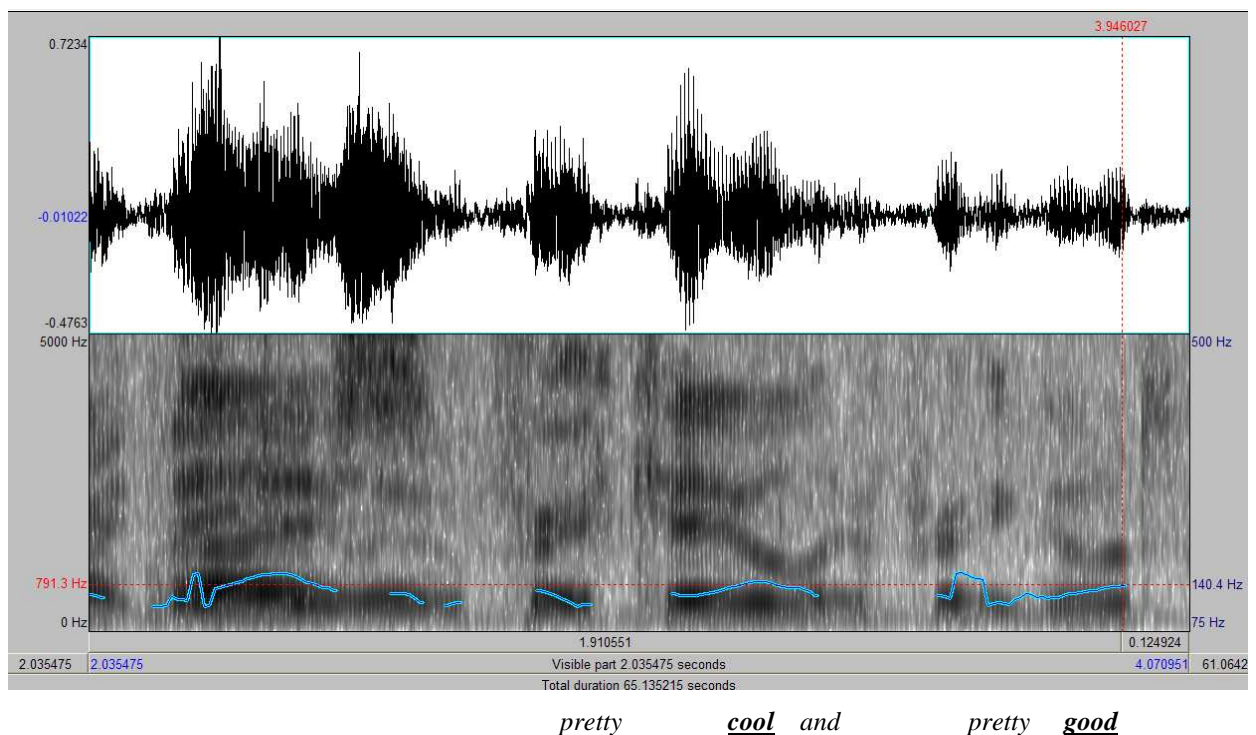 3.946027
0.7234
-0.01022
-0.4763
5000 Hz
500 Hz
791.3 Hz
140.4 Hz
0 Hz
75 Hz
1.910551
0.124924
2.035475
2.035475
Visible part 2.035475 seconds
4.070951
61.0642
Total duration 65.135215 seconds
pretty cool and pretty good